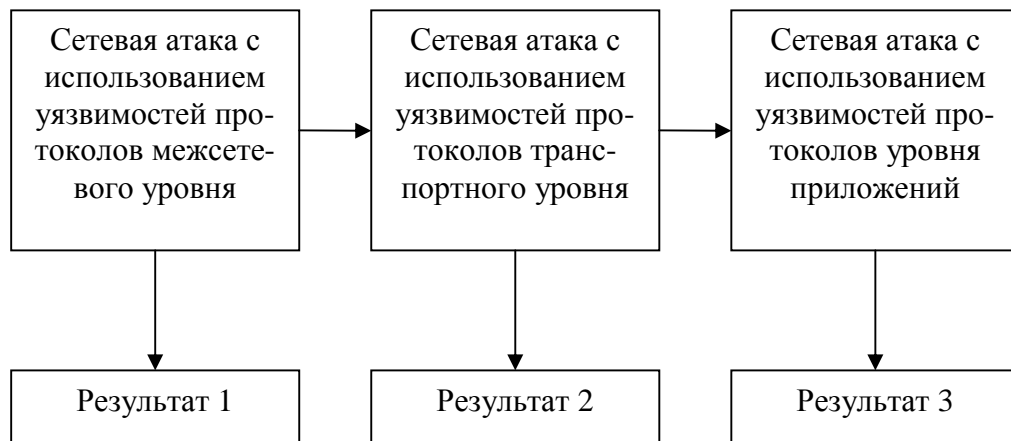 Сетевая атака с
использованием
уязвимостей про-
токолов межсете-
вого уровня
Сетевая атака с
использованием
уязвимостей про-
токолов транс-
портного уровня
Сетевая атака с
использованием
уязвимостей про-
токолов уровня
приложений
Результат 1
Результат 2
Результат 3